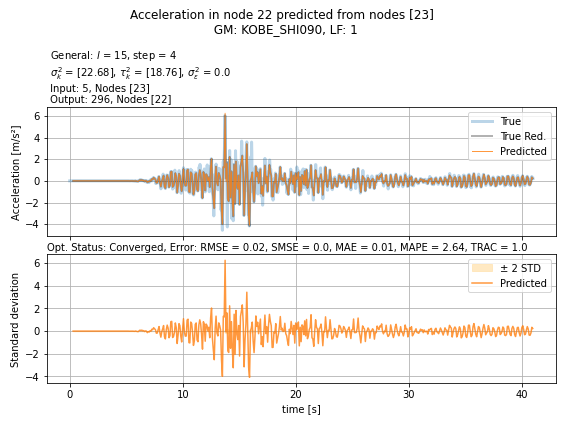 Acceleration in node 22 predicted from nodes [23]
GM: KOBE_SHI090, LF: 1
General: l = 15, step = 4
σ²ₖ = [22.68], τ²ₖ = [18.76], σ²ε = 0.0
Input: 5, Nodes [23]
Output: 296, Nodes [22]
Acceleration [m/s²]
6
4
2
0
−2
−4
True
True Red.
Predicted
Opt. Status: Converged, Error: RMSE = 0.02, SMSE = 0.0, MAE = 0.01, MAPE = 2.64, TRAC = 1.0
Standard deviation
6
4
2
0
−2
−4
± 2 STD
Predicted
0 10 20 30 40
time [s]